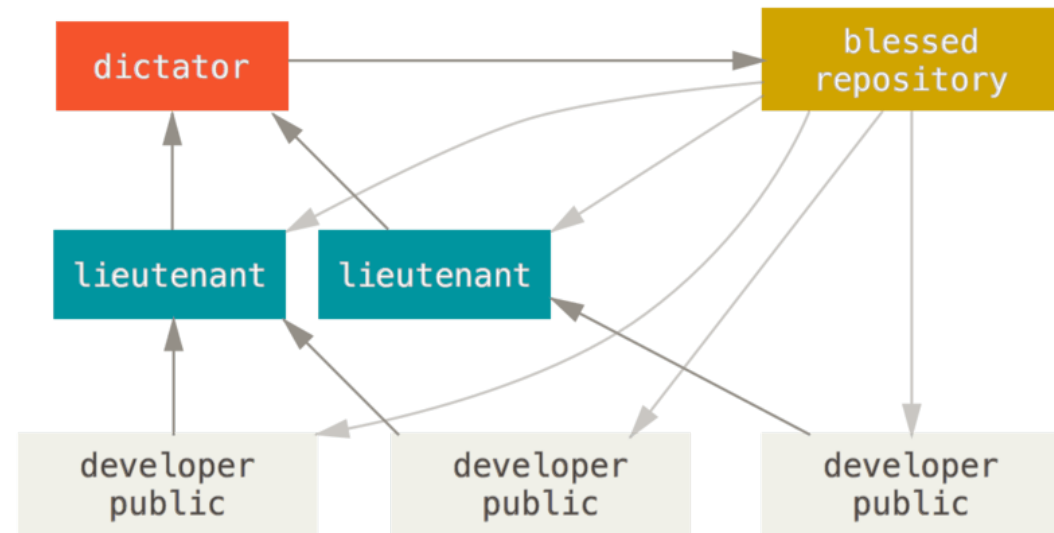 dictator
blessed
repository
lieutenant
lieutenant
developer
public
developer
public
developer
public